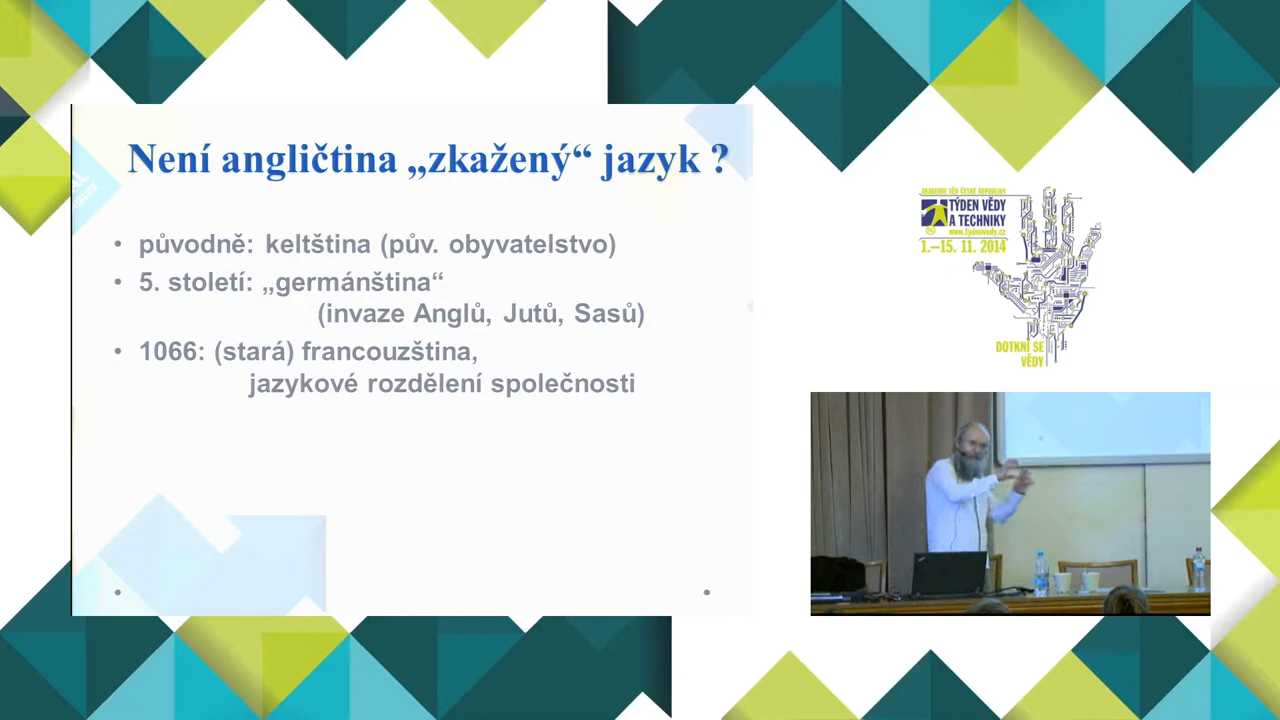 Není angličtina „zkažený“ jazyk ?
• původně: keltština (pův. obyvatelstvo)
• 5. století: „germánština“
(invaze Anglů, Jutů, Sasů)
• 1066: (stará) francouzština,
jazykové rozdělení společnosti
AKADEMIE VĚD ČESKÉ REPUBLIKY
TÝDEN VĚDY
A TECHNIKY
www.tydenvedy.cz
1.–15. 11. 2014
DOTKNI SE
VĚDY